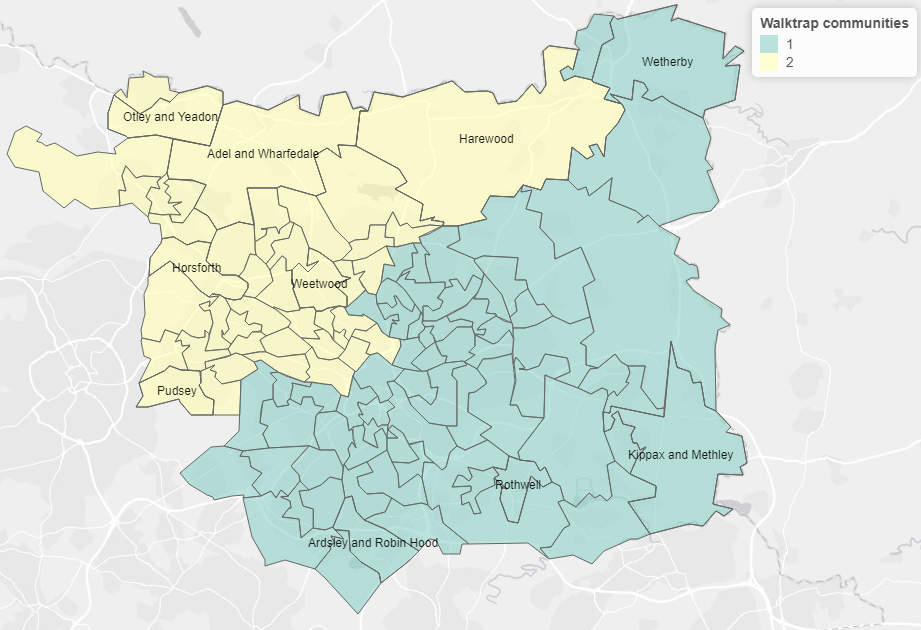 Walktrap communities
1
2
Wetherby
Otley and Yeadon
Harewood
Adel and Wharfedale
Horsforth
Weetwood
Pudsey
Kippax and Methley
Rothwell
Ardsley and Robin Hood